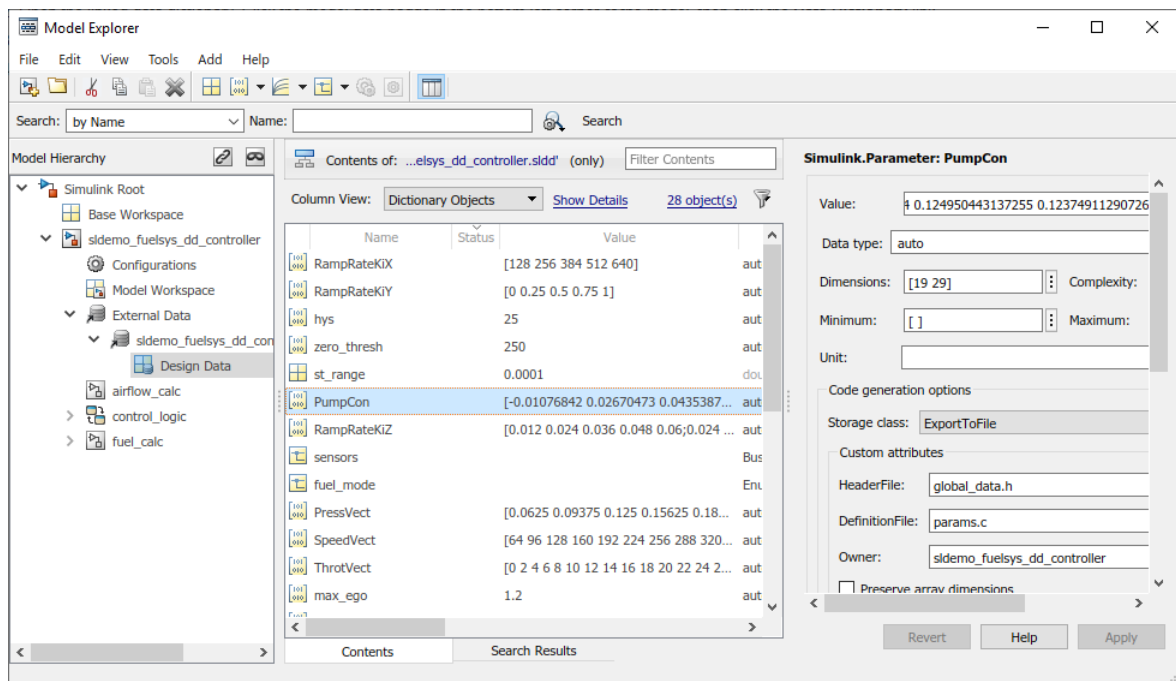 Model Explorer
File Edit View Tools Add Help
Search: by Name Name: Search
Model Hierarchy
Simulink Root
Base Workspace
sldemo_fuelsys_dd_controller
Configurations
Model Workspace
External Data
sldemo_fuelsys_dd_con
Design Data
airflow_calc
control_logic
fuel_calc
Contents of: ...elsys_dd_controller.sldd' (only) Filter Contents
Column View: Dictionary Objects Show Details 28 object(s)
Name Status Value
RampRateKiX [128 256 384 512 640] aut
RampRateKiY [0 0.25 0.5 0.75 1] aut
hys 25 aut
zero_thresh 250 aut
st_range 0.0001 dou
PumpCon [-0.01076842 0.02670473 0.0435387... aut
RampRateKiZ [0.012 0.024 0.036 0.048 0.06;0.024 ... aut
sensors Bus
fuel_mode Enu
PressVect [0.0625 0.09375 0.125 0.15625 0.18... aut
SpeedVect [64 96 128 160 192 224 256 288 320... aut
ThrotVect [0 2 4 6 8 10 12 14 16 18 20 22 24 2... aut
max_ego 1.2 aut
Contents Search Results
Simulink.Parameter: PumpCon
Value: 4 0.124950443137255 0.12374911290726
Data type: auto
Dimensions: [19 29] Complexity:
Minimum: [ ] Maximum:
Unit:
Code generation options
Storage class: ExportToFile
Custom attributes
HeaderFile: global_data.h
DefinitionFile: params.c
Owner: sldemo_fuelsys_dd_controller
Preserve array dimensions
Revert Help Apply